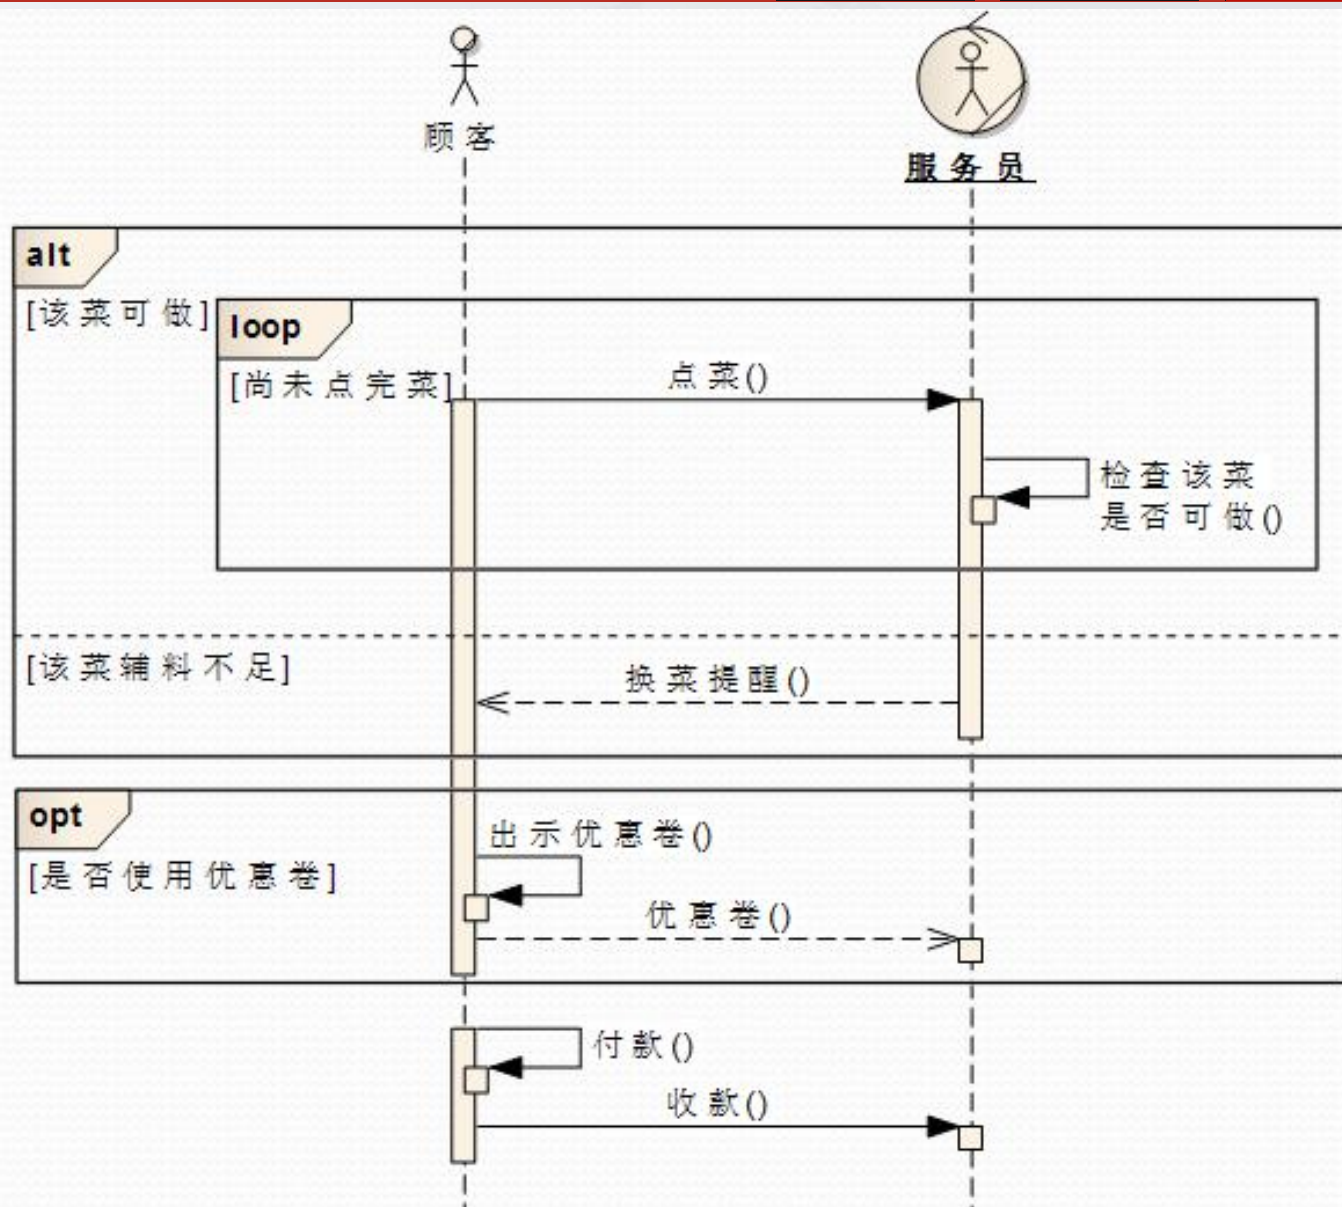 顾客
服务员
alt
[该菜可做]
loop
[尚未点完菜]
点菜()
检查该菜
是否可做()
[该菜辅料不足]
换菜提醒()
opt
出示优惠卷()
[是否使用优惠卷]
优惠卷()
付款()
收款()